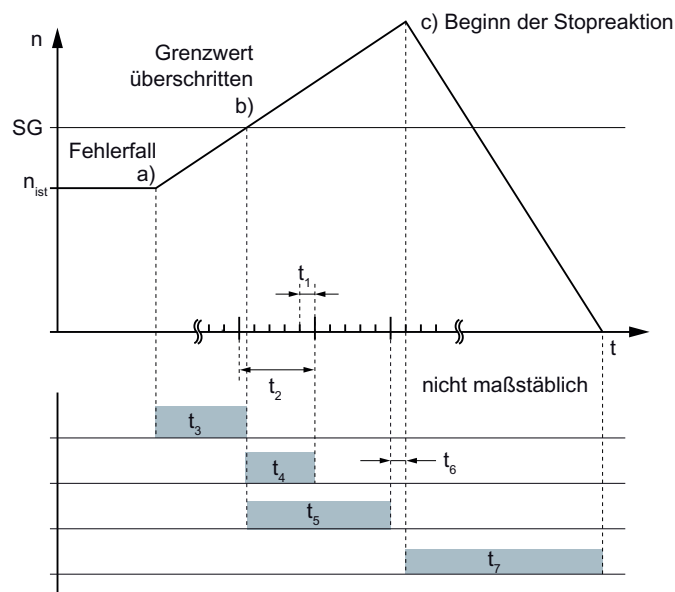 n
c) Beginn der Stopreaktion
Grenzwert
überschritten
b)
SG
Fehlerfall
a)
n_ist
t_1
t
t_2
nicht maßstäblich
t_3
t_4
t_6
t_5
t_7